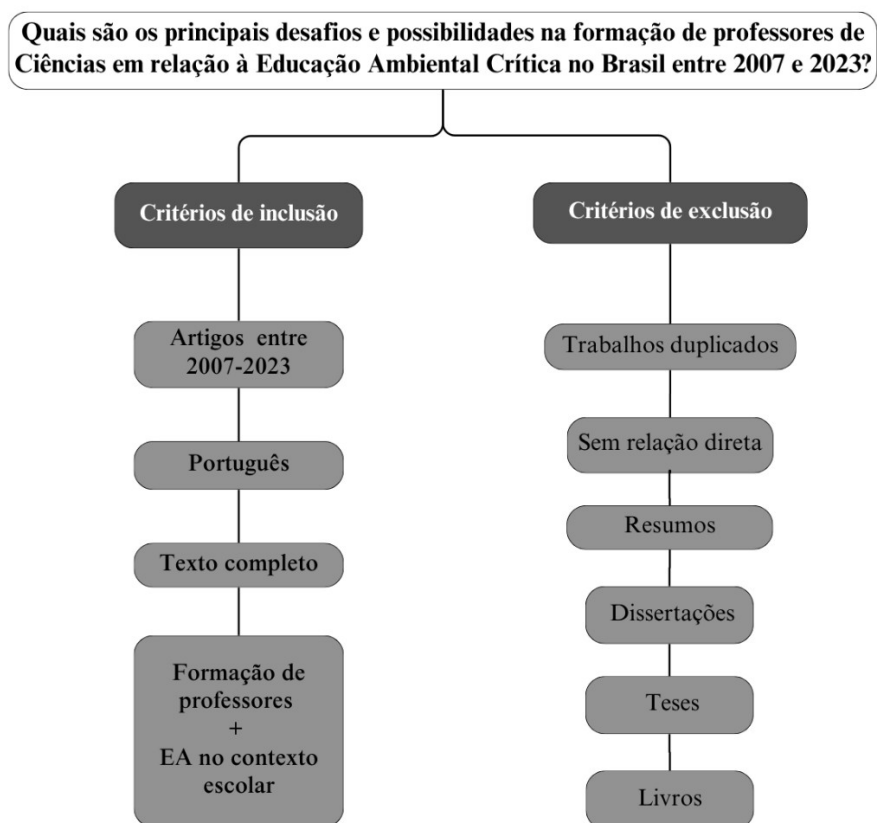 Quais são os principais desafios e possibilidades na formação de professores de
Ciências em relação à Educação Ambiental Crítica no Brasil entre 2007 e 2023?
Critérios de inclusão
Artigos entre
2007-2023
Português
Texto completo
Formação de
professores
+
EA no contexto
escolar
Critérios de exclusão
Trabalhos duplicados
Sem relação direta
Resumos
Dissertações
Teses
Livros